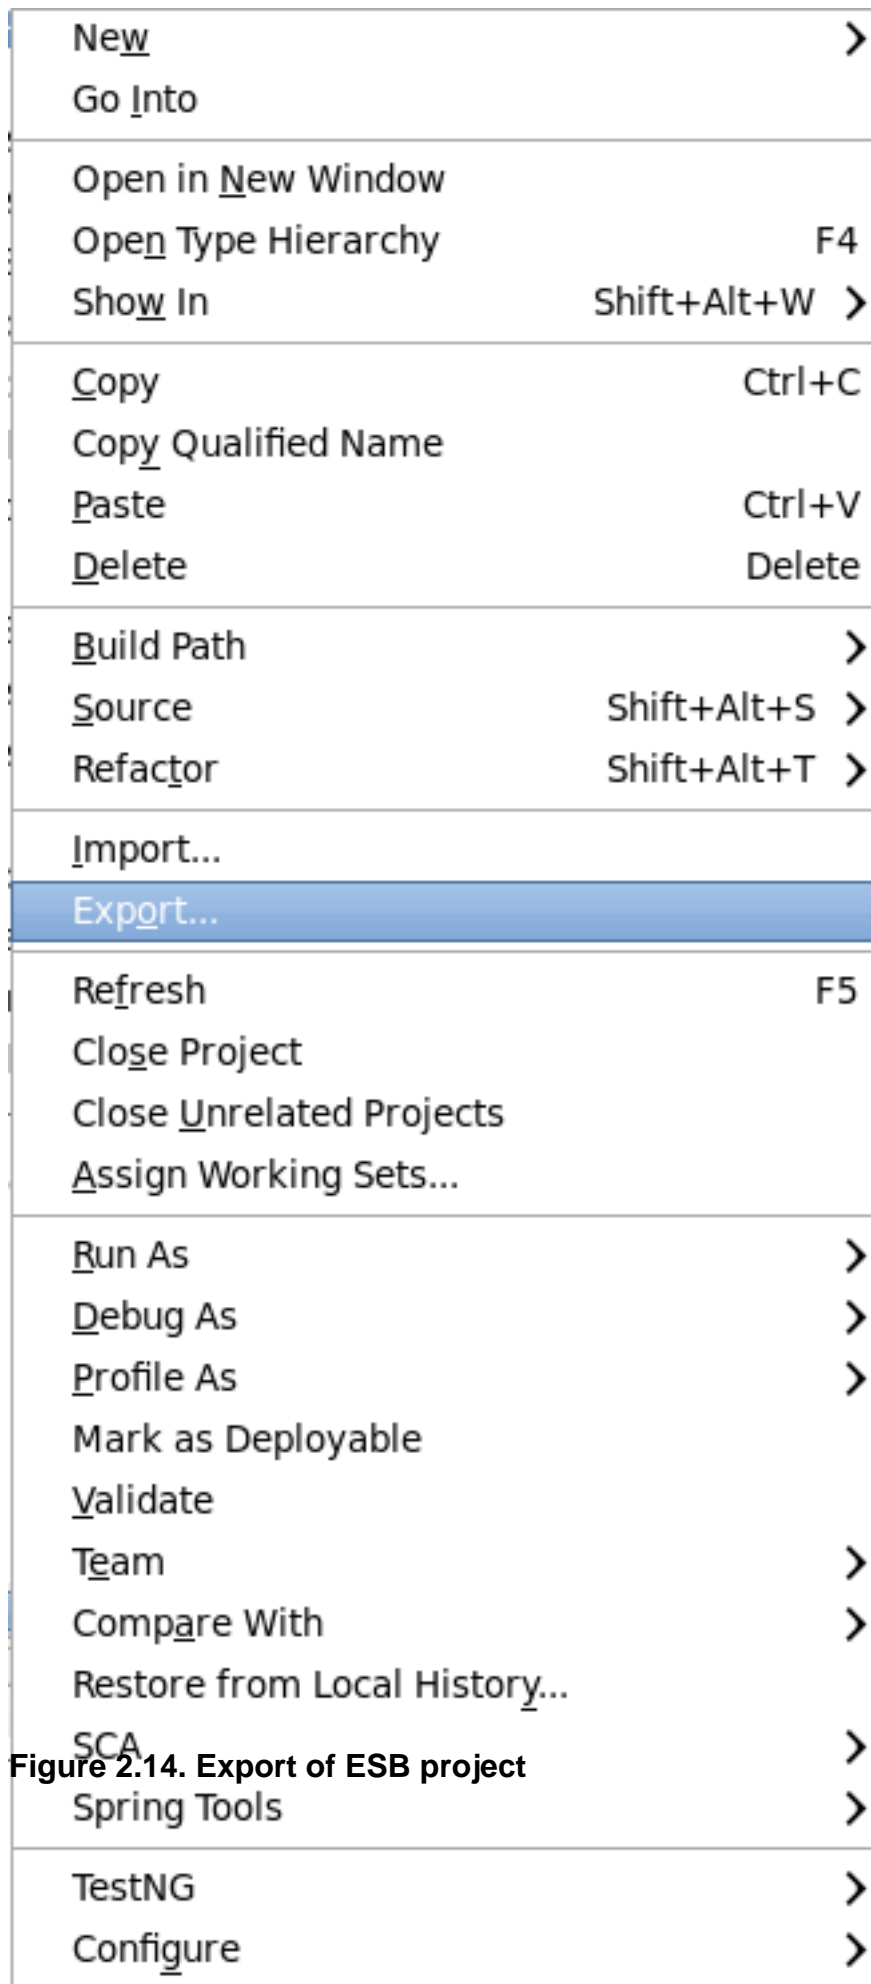 New
Go Into
Open in New Window
Open Type Hierarchy F4
Show In Shift+Alt+W
Copy Ctrl+C
Copy Qualified Name
Paste Ctrl+V
Delete Delete
Build Path
Source Shift+Alt+S
Refactor Shift+Alt+T
Import...
Export...
Refresh F5
Close Project
Close Unrelated Projects
Assign Working Sets...
Run As
Debug As
Profile As
Mark as Deployable
Validate
Team
Compare With
Restore from Local History...
SCA
Figure 2.14. Export of ESB project
Spring Tools
TestNG
Configure